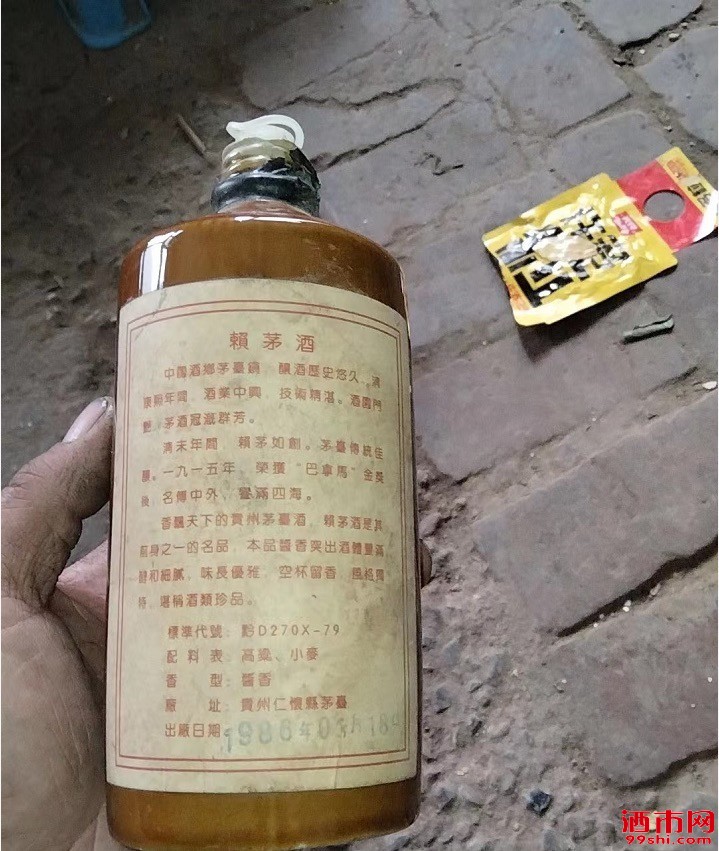 賴茅酒
中國酒鄉茅臺鎮，釀酒歷史悠久。清
康熙年間，酒業中興，技術精湛。酒園鬥
艷，茅酒冠漲群芳。
清末年間，賴茅始創。茅臺傳統佳
釀。一九一五年，榮獲"巴拿馬"金獎
後，名傳中外，譽滿四海。
香飄天下的貴州茅臺酒，賴茅酒是其
前身之一的名品，本品醬香突出酒體豐滿
醇和細膩，味長優雅，空杯留香，風格獨
特，堪稱酒類珍品。
標準代號：黔D270X-79
配料表：高粱、小麥
香型：醬香
廠址：貴州仁懷縣茅臺
出廠日期 1986年 月18日
酒市网
99shi.com